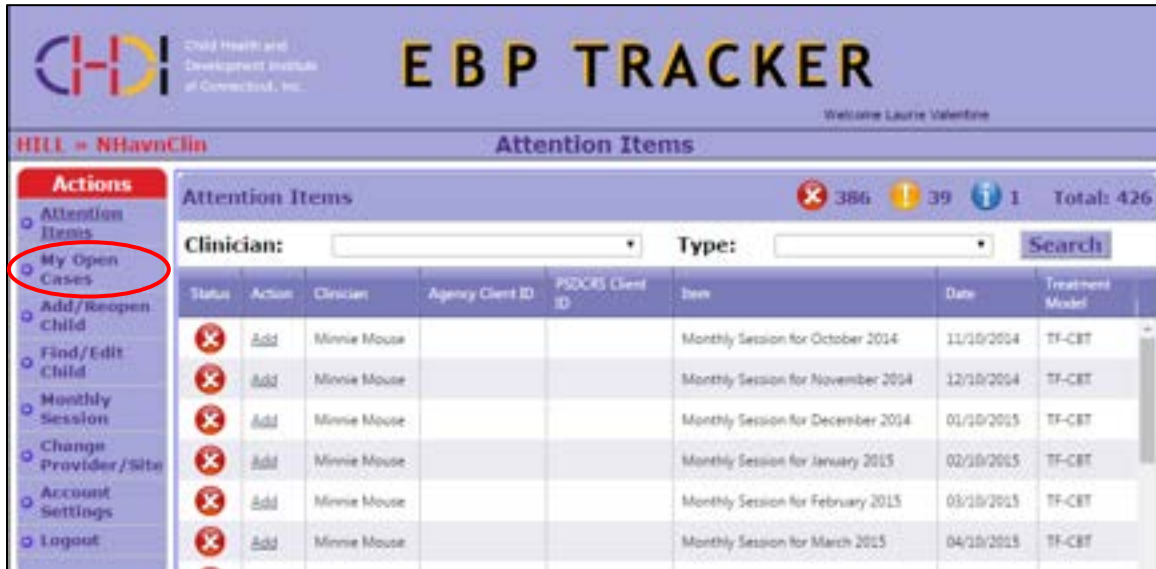 CHDI
Child Health and
Development Institute
of Connecticut, Inc.
EBP TRACKER
Welcome Laurie Valentine
HILL » NHavnClin
Attention Items
Actions
Attention
Items
My Open
Cases
Add/Reopen
Child
Find/Edit
Child
Monthly
Session
Change
Provider/Site
Account
Settings
Logout
Attention Items 386 39 1 Total: 426
Clinician: Type: Search
Status Action Clinician Agency Client ID PSDCRS Client ID Item Date Treatment Model
Add Minnie Mouse Monthly Session for October 2014 11/10/2014 TF-CBT
Add Minnie Mouse Monthly Session for November 2014 12/10/2014 TF-CBT
Add Minnie Mouse Monthly Session for December 2014 01/10/2015 TF-CBT
Add Minnie Mouse Monthly Session for January 2015 02/10/2015 TF-CBT
Add Minnie Mouse Monthly Session for February 2015 03/10/2015 TF-CBT
Add Minnie Mouse Monthly Session for March 2015 04/10/2015 TF-CBT